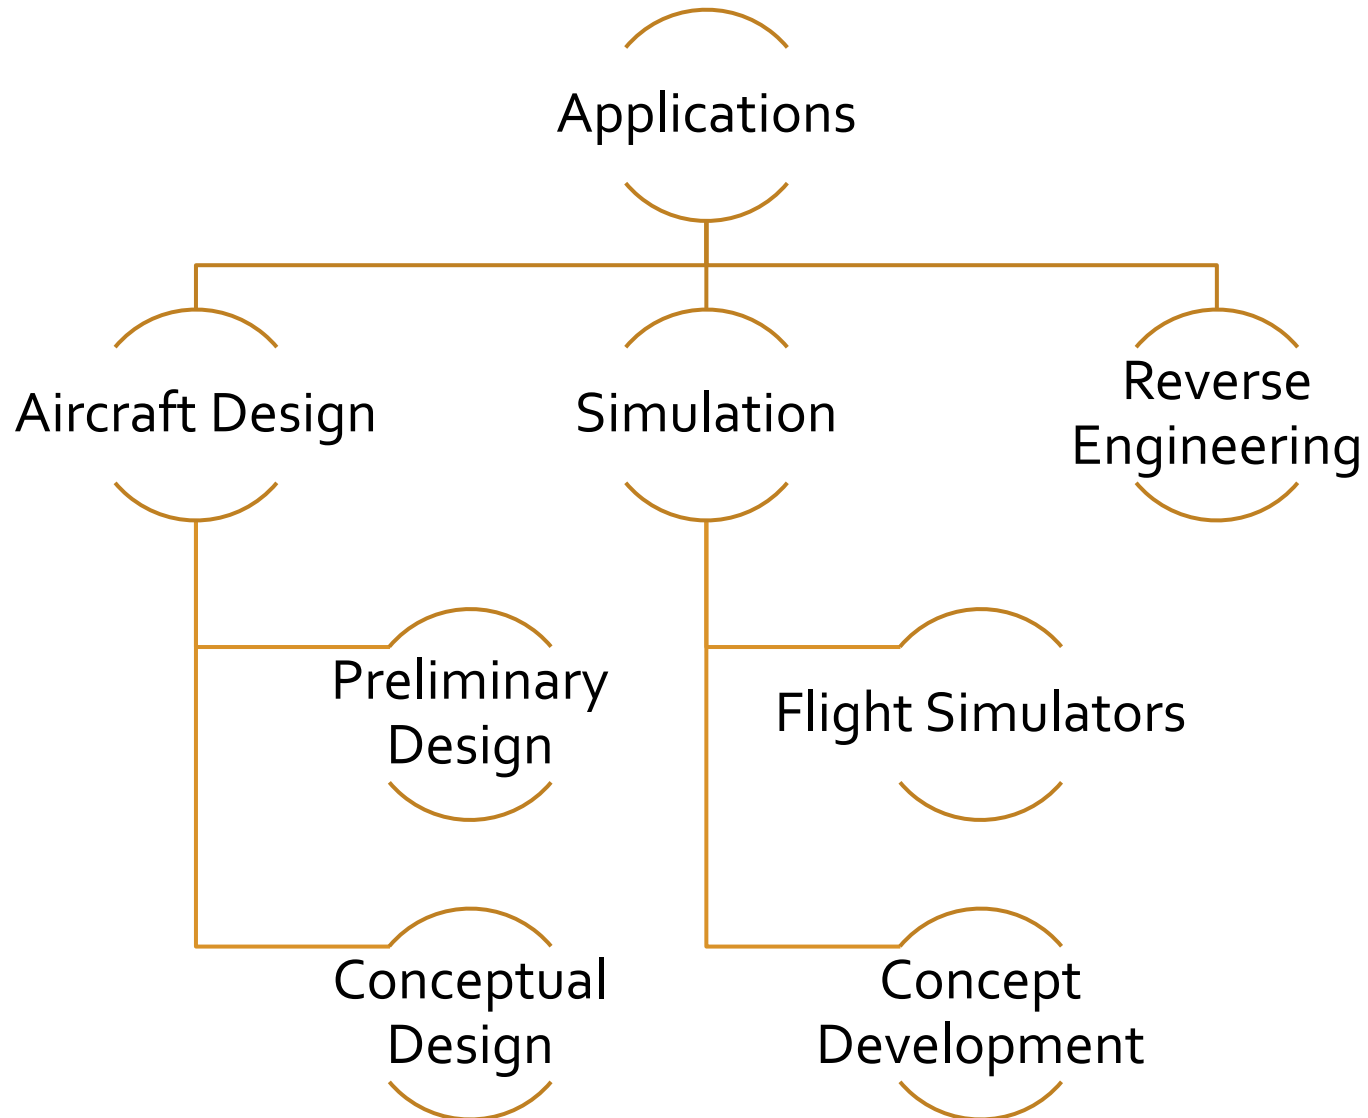 Applications
Aircraft Design
Simulation
Reverse
Engineering
Preliminary
Design
Flight Simulators
Conceptual
Design
Concept
Development